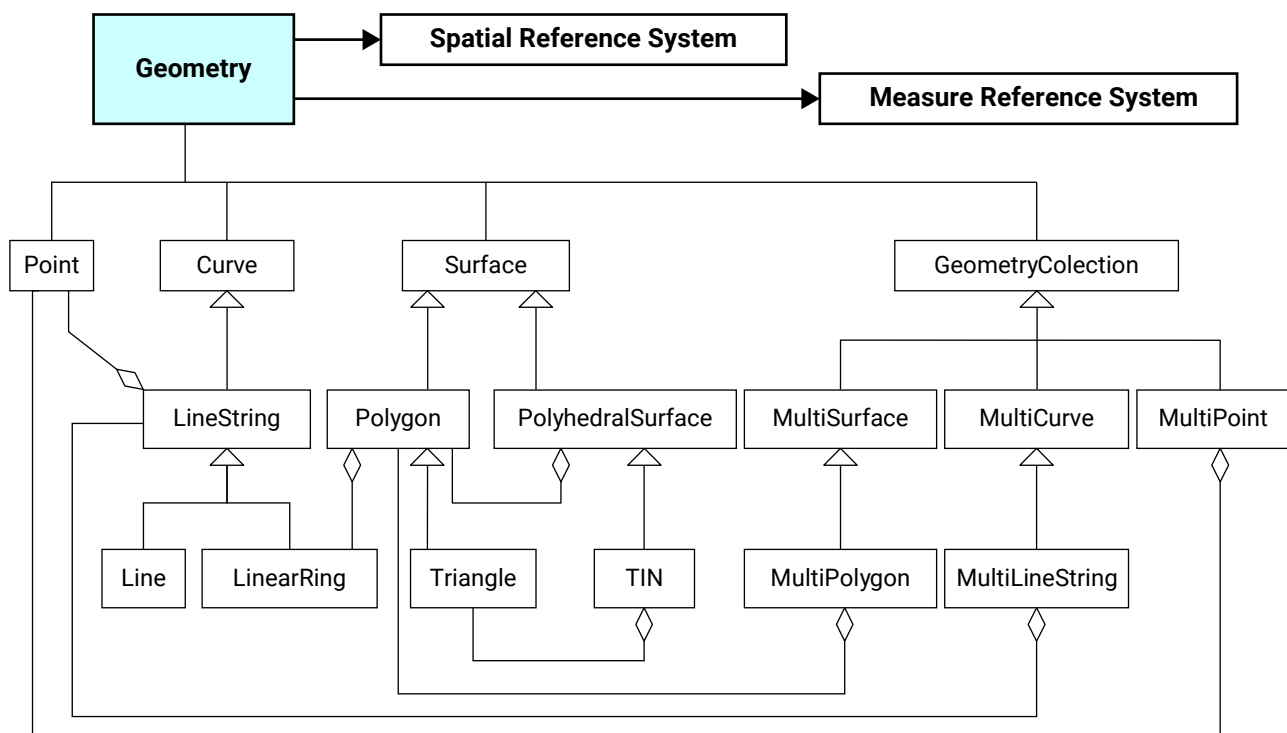 Spatial Reference System
Geometry
Measure Reference System
Point
Curve
Surface
GeometryColection
LineString
Polygon
PolyhedralSurface
MultiSurface
MultiCurve
MultiPoint
Line
LinearRing
Triangle
TIN
MultiPolygon
MultiLineString